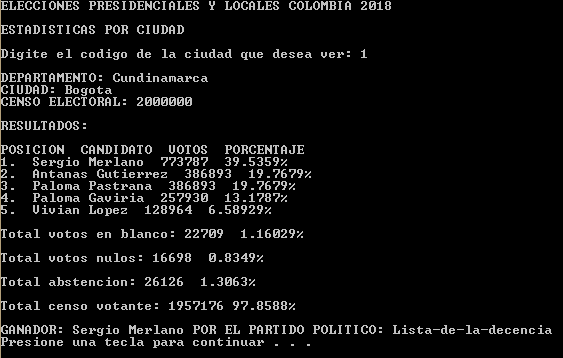 ELECCIONES PRESIDENCIALES Y LOCALES COLOMBIA 2018
ESTADISTICAS POR CIUDAD
Digite el codigo de la ciudad que desea ver: 1
DEPARTAMENTO: Cundinamarca
CIUDAD: Bogota
CENSO ELECTORAL: 2000000
RESULTADOS:
POSICION CANDIDATO VOTOS PORCENTAJE
1. Sergio Merlano 773787 39.5359%
2. Antanas Gutierrez 386893 19.7679%
3. Paloma Pastrana 386893 19.7679%
4. Paloma Gaviria 257930 13.1787%
5. Vivian Lopez 128964 6.58929%
Total votos en blanco: 22709 1.16029%
Total votos nulos: 16698 0.8349%
Total abstencion: 26126 1.3063%
Total censo votante: 1957176 97.8588%
GANADOR: Sergio Merlano POR EL PARTIDO POLITICO: Lista-de-la-decencia
Presione una tecla para continuar . . .